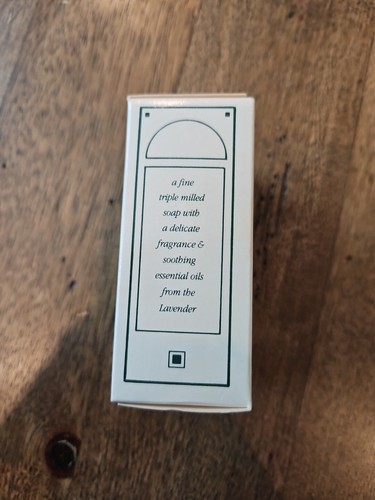 a fine
triple milled
soap with
a delicate
fragrance &
soothing
essential oils
from the
Lavender